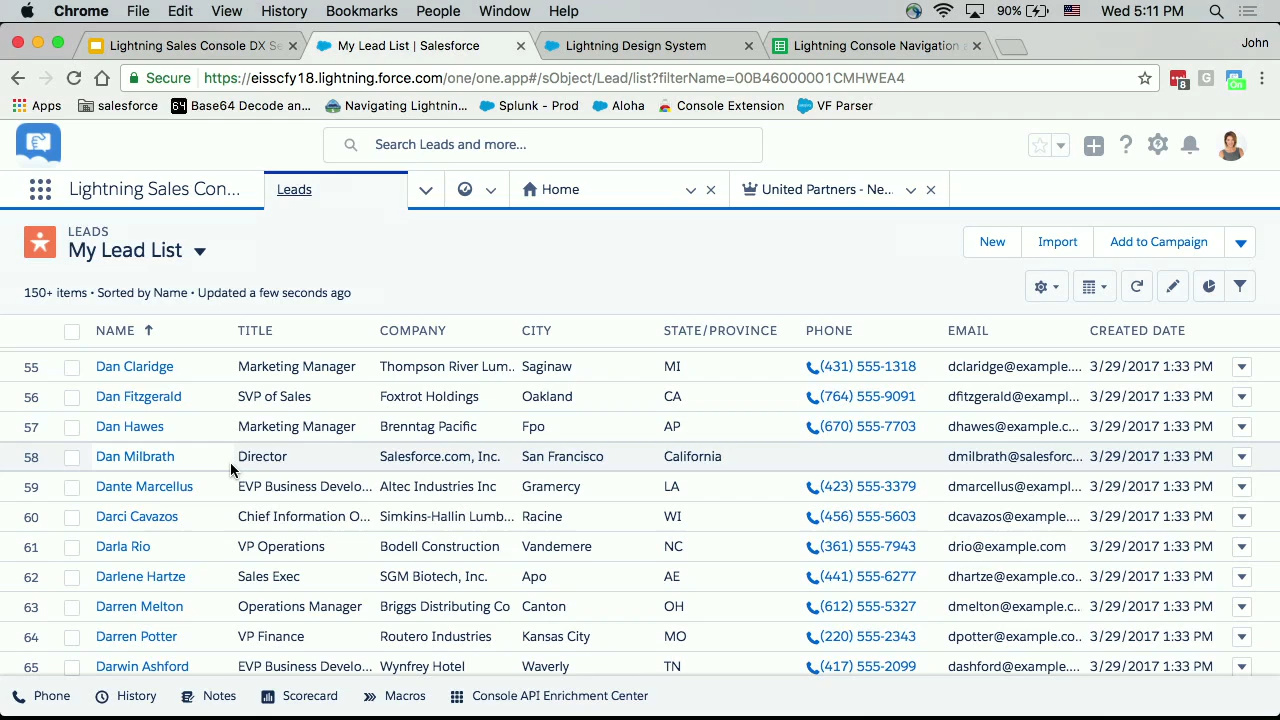 Chrome File Edit View History Bookmarks People Window Help 90% Wed 5:11 PM
Lightning Sales Console DX Se × My Lead List | Salesforce × Lightning Design System × Lightning Console Navigation × John
Secure https://eisscfy18.lightning.force.com/one/one.app#/sObject/Lead/list?filterName=00B46000001CMHWEA4 8 G On
Apps salesforce 64 Base64 Decode an... Navigating Lightnin... Splunk - Prod Aloha Console Extension VF Parser
Search Leads and more...
Lightning Sales Con... Leads Home United Partners - Ne...
LEADS
My Lead List
New Import Add to Campaign
150+ items • Sorted by Name • Updated a few seconds ago
NAME TITLE COMPANY CITY STATE/PROVINCE PHONE EMAIL CREATED DATE
55 Dan Claridge Marketing Manager Thompson River Lum... Saginaw MI (431) 555-1318 dclaridge@example.... 3/29/2017 1:33 PM
56 Dan Fitzgerald SVP of Sales Foxtrot Holdings Oakland CA (764) 555-9091 dfitzgerald@exampl... 3/29/2017 1:33 PM
57 Dan Hawes Marketing Manager Brenntag Pacific Fpo AP (670) 555-7703 dhawes@example.c... 3/29/2017 1:33 PM
58 Dan Milbrath Director Salesforce.com, Inc. San Francisco California dmilbrath@salesforc... 3/29/2017 1:33 PM
59 Dante Marcellus EVP Business Develo... Altec Industries Inc Gramercy LA (423) 555-3379 dmarcellus@examp... 3/29/2017 1:33 PM
60 Darci Cavazos Chief Information O... Simkins-Hallin Lumb... Racine WI (456) 555-5603 dcavazos@example.... 3/29/2017 1:33 PM
61 Darla Rio VP Operations Bodell Construction Vandemere NC (361) 555-7943 drio@example.com 3/29/2017 1:33 PM
62 Darlene Hartze Sales Exec SGM Biotech, Inc. Apo AE (441) 555-6277 dhartze@example.co... 3/29/2017 1:33 PM
63 Darren Melton Operations Manager Briggs Distributing Co Canton OH (612) 555-5327 dmelton@example.c... 3/29/2017 1:33 PM
64 Darren Potter VP Finance Routero Industries Kansas City MO (220) 555-2343 dpotter@example.co... 3/29/2017 1:33 PM
65 Darwin Ashford EVP Business Develo... Wynfrey Hotel Waverly TN (417) 555-2099 dashford@example.... 3/29/2017 1:33 PM
Phone History Notes Scorecard Macros Console API Enrichment Center